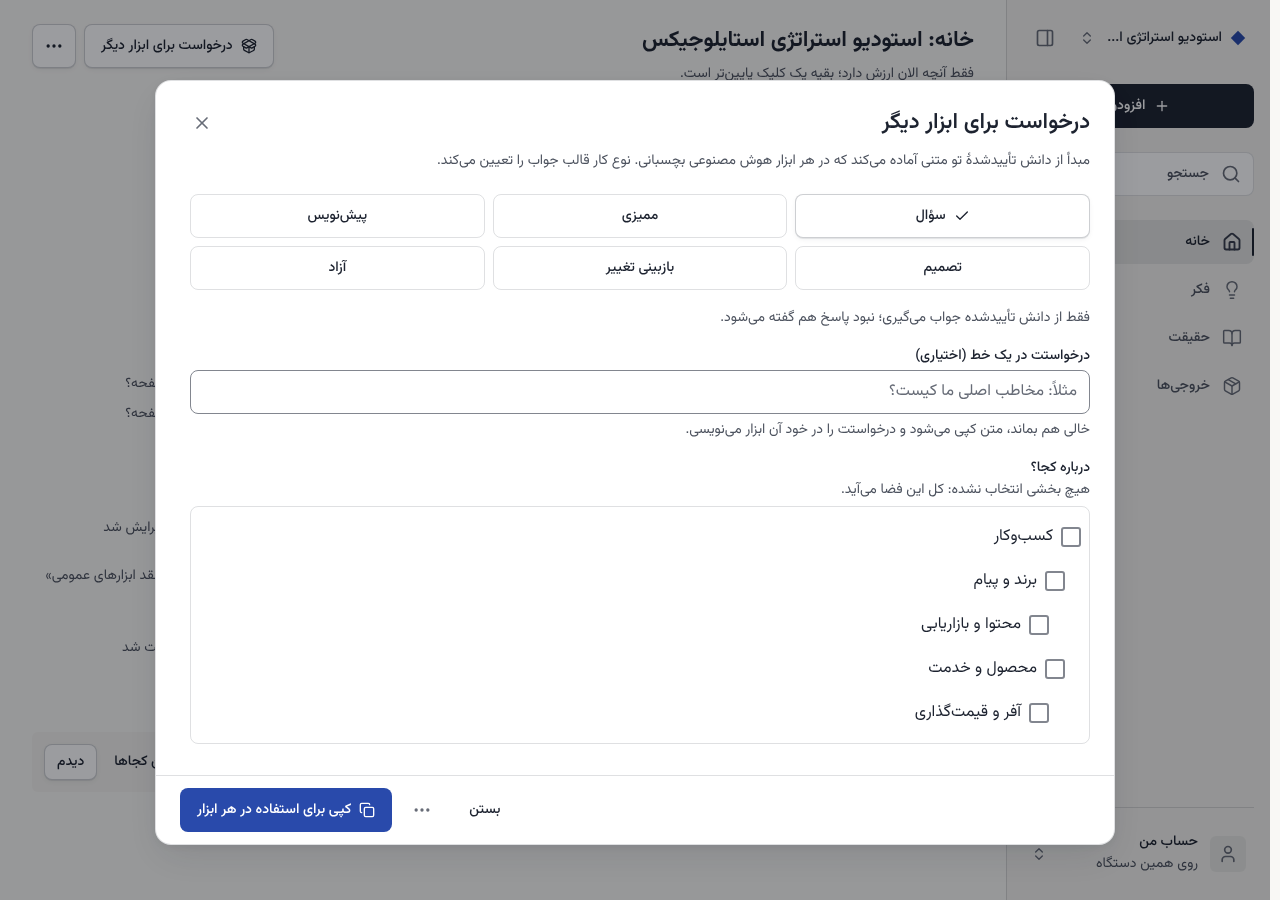 استودیو استراتژی ا...
افزودن
جستجو
خانه
فکر
حقیقت
خروجی‌ها
حساب من
روی همین دستگاه
خانه: استودیو استراتژی استایلوجیکس
فقط آنچه الان ارزش دارد؛ بقیه یک کلیک پایین‌تر است.
درخواست برای ابزار دیگر
درخواست برای ابزار دیگر
مبدأ از دانش تأییدشدهٔ تو متنی آماده می‌کند که در هر ابزار هوش مصنوعی بچسبانی. نوع کار قالب جواب را تعیین می‌کند.
سؤال
ممیزی
پیش‌نویس
تصمیم
بازبینی تغییر
آزاد
فقط از دانش تأییدشده جواب می‌گیری؛ نبود پاسخ هم گفته می‌شود.
درخواستت در یک خط (اختیاری)
مثلاً: مخاطب اصلی ما کیست؟
خالی هم بماند، متن کپی می‌شود و درخواستت را در خود آن ابزار می‌نویسی.
درباره کجا؟
هیچ بخشی انتخاب نشده: کل این فضا می‌آید.
کسب‌وکار
برند و پیام
محتوا و بازاریابی
محصول و خدمت
آفر و قیمت‌گذاری
بستن
کپی برای استفاده در هر ابزار
شد
ابزارهای عمومی»
شد
کجاها
دیدم